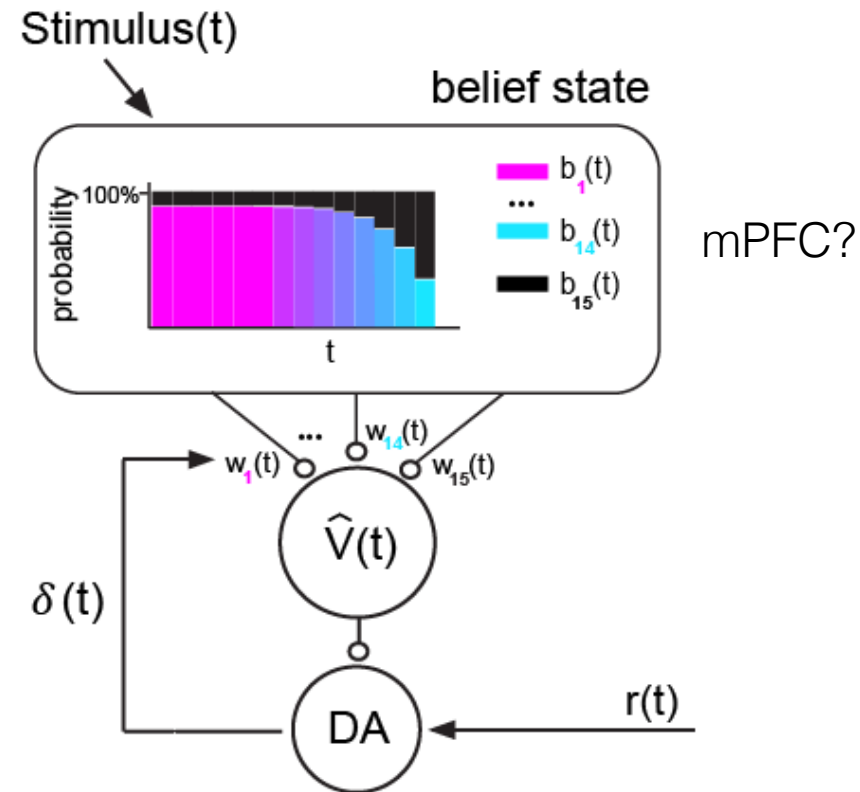 Stimulus(t)
belief state
probability
100%
t
b1(t)
...
b14(t)
b15(t)
mPFC?
...
w1(t)
w14(t)
w15(t)
V̂(t)
δ(t)
DA
r(t)